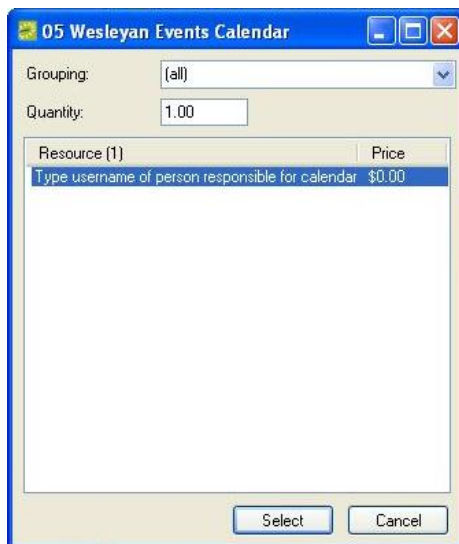 05 Wesleyan Events Calendar
Grouping: (all)
Quantity: 1.00
Resource (1) Price
Type username of person responsible for calendar $0.00
Select Cancel